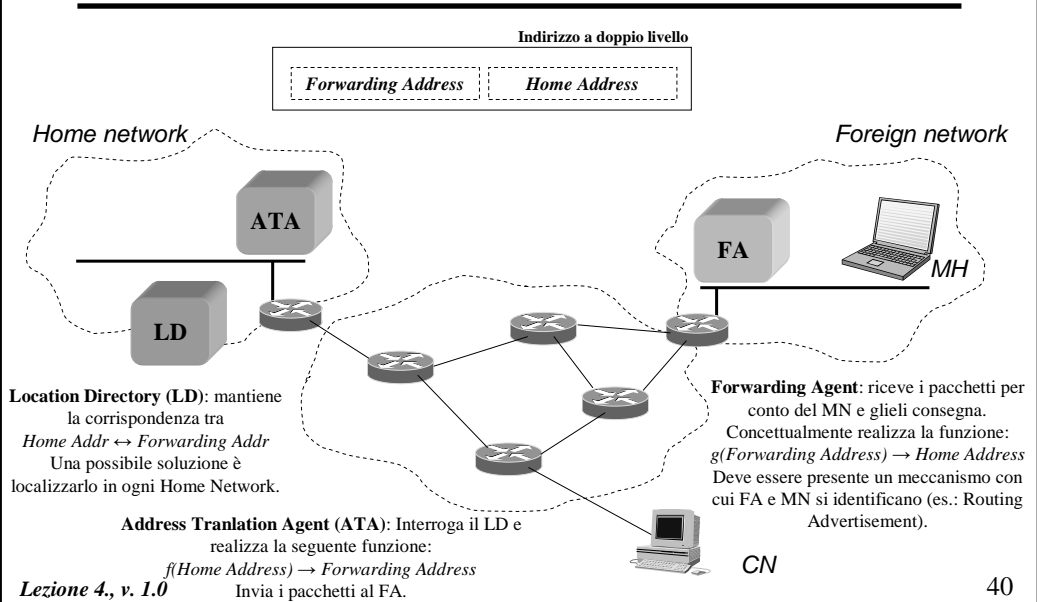 Indirizzo a doppio livello
Forwarding Address
Home Address
Home network
Foreign network
ATA
FA
MH
LD
Location Directory (LD): mantiene
la corrispondenza tra
Home Addr ↔ Forwarding Addr
Una possibile soluzione è
localizzarlo in ogni Home Network.
Forwarding Agent: riceve i pacchetti per
conto del MN e glieli consegna.
Concettualmente realizza la funzione:
g(Forwarding Address) → Home Address
Deve essere presente un meccanismo con
cui FA e MN si identificano (es.: Routing
Advertisement).
Address Tranlation Agent (ATA): Interroga il LD e
realizza la seguente funzione:
f(Home Address) → Forwarding Address
Invia i pacchetti al FA.
CN
Lezione 4., v. 1.0
40